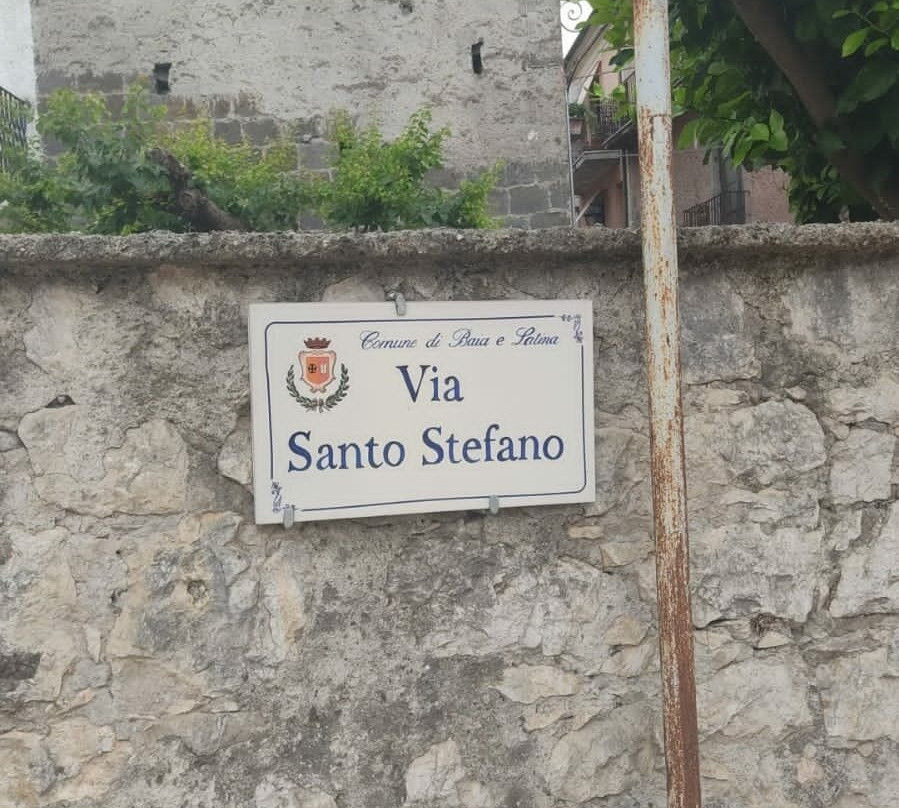 Comune di Baia e Latina
Via
Santo Stefano